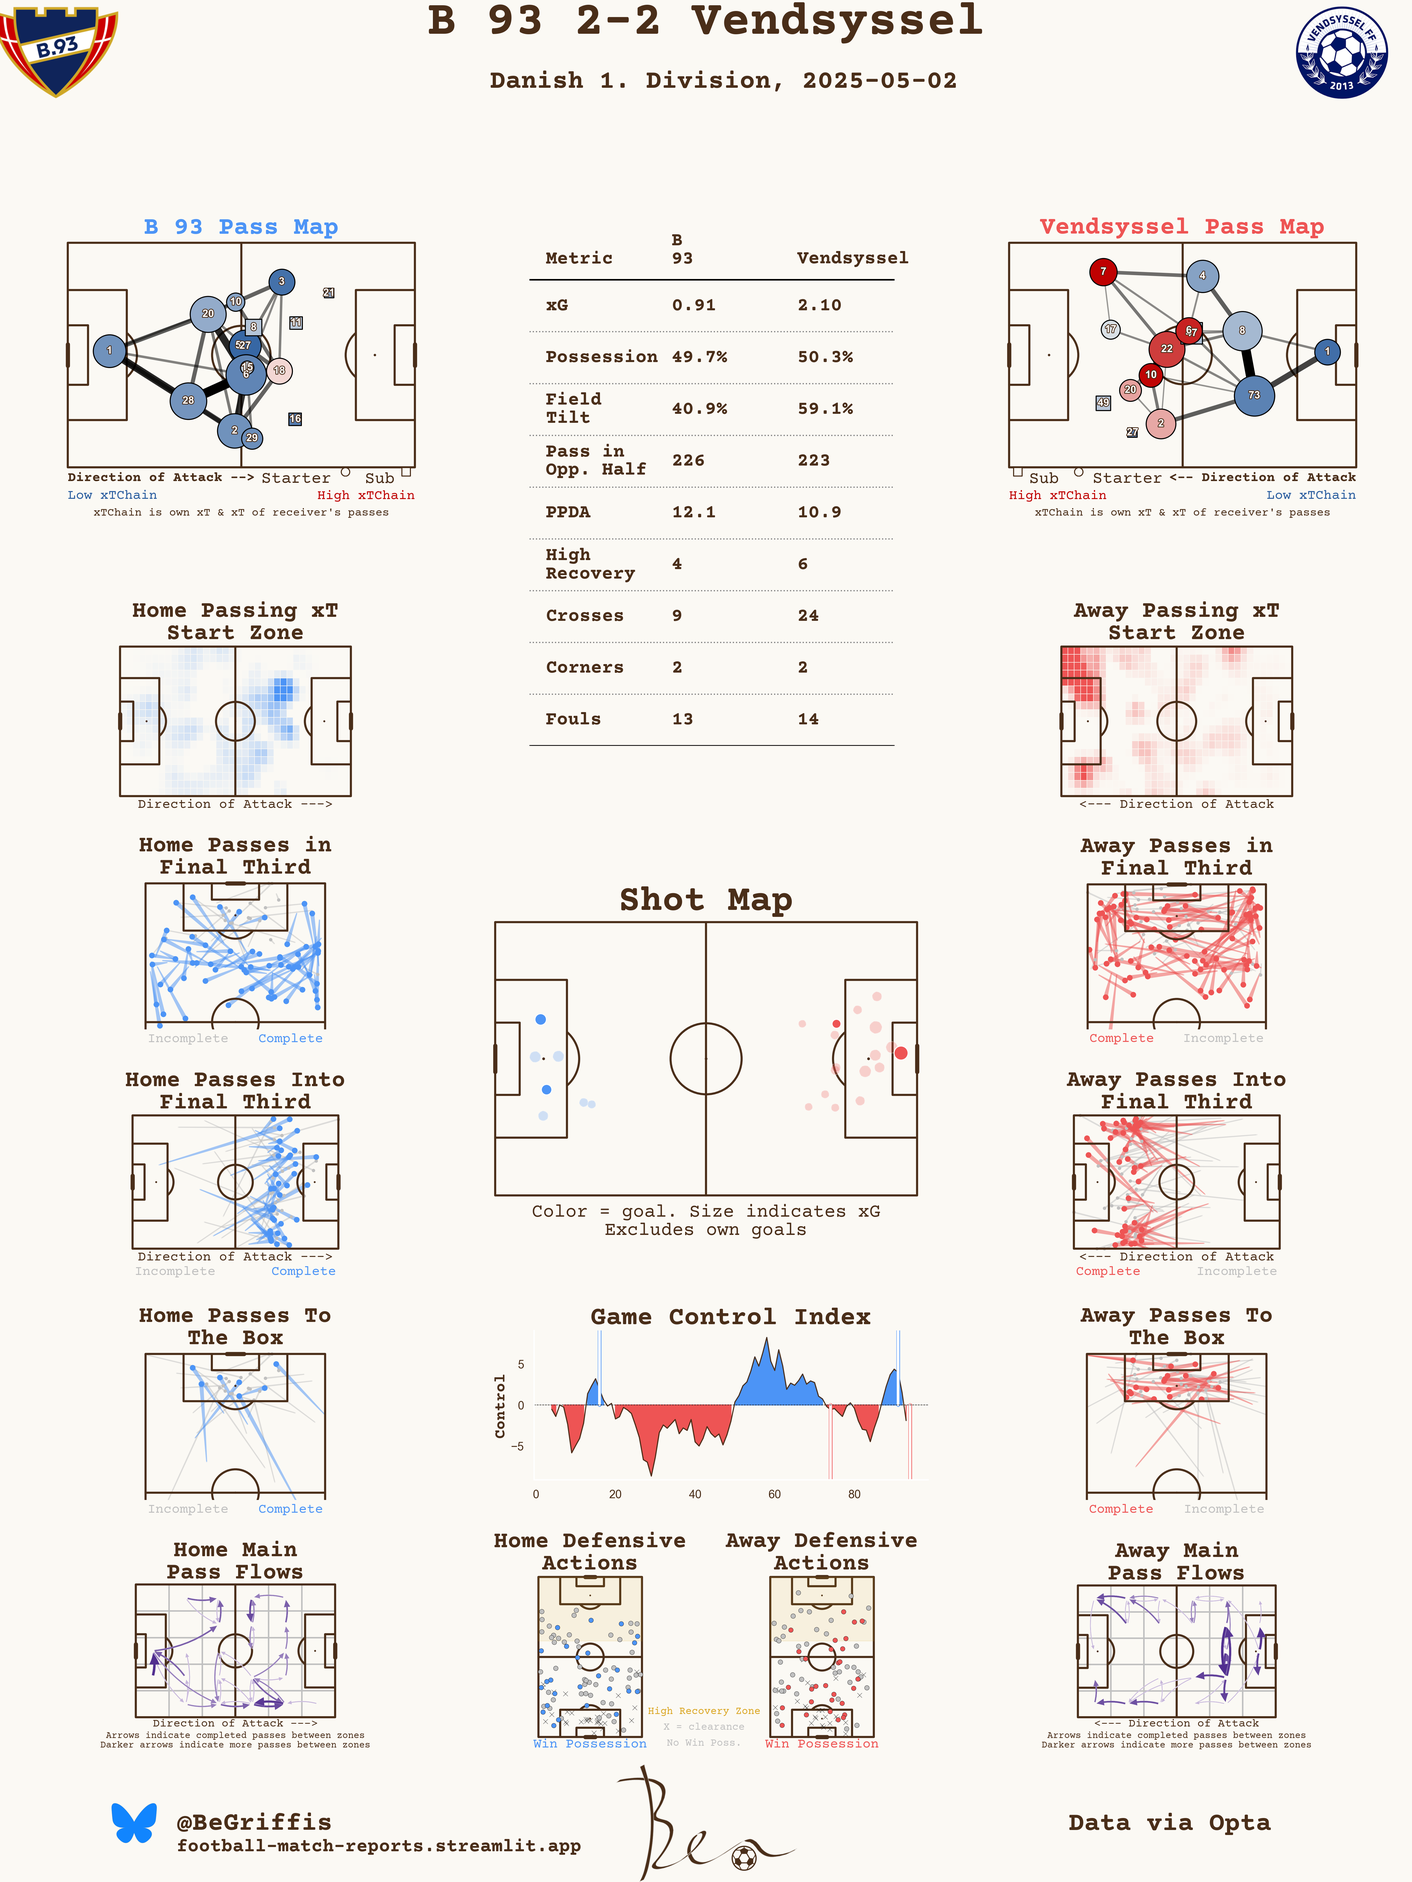 B 93 2-2 Vendsyssel
Danish 1. Division, 2025-05-02
B.93
VENDSYSSEL FF
2013
B 93 Pass Map
1
20
10
3
21
8
11
5
27
15
6
18
28
2
29
16
Direction of Attack --> Starter Sub
Low xTChain High xTChain
xTChain is own xT & xT of receiver's passes
Metric B 93 Vendsyssel
xG 0.91 2.10
Possession 49.7% 50.3%
Field Tilt 40.9% 59.1%
Pass in Opp. Half 226 223
PPDA 12.1 10.9
High Recovery 4 6
Crosses 9 24
Corners 2 2
Fouls 13 14
Vendsyssel Pass Map
7
4
17
6
8
22
1
10
20
73
49
2
27
Sub Starter <-- Direction of Attack
High xTChain Low xTChain
xTChain is own xT & xT of receiver's passes
Home Passing xT
Start Zone
Direction of Attack --->
Away Passing xT
Start Zone
<--- Direction of Attack
Home Passes in
Final Third
Incomplete Complete
Away Passes in
Final Third
Complete Incomplete
Shot Map
Color = goal. Size indicates xG
Excludes own goals
Home Passes Into
Final Third
Direction of Attack --->
Incomplete Complete
Away Passes Into
Final Third
<--- Direction of Attack
Complete Incomplete
Home Passes To
The Box
Incomplete Complete
Game Control Index
Control
5
0
−5
0 20 40 60 80
Away Passes To
The Box
Complete Incomplete
Home Main
Pass Flows
Direction of Attack --->
Arrows indicate completed passes between zones
Darker arrows indicate more passes between zones
Home Defensive
Actions
Win Possession
Away Defensive
Actions
Win Possession
High Recovery Zone
X = clearance
No Win Poss.
Away Main
Pass Flows
<--- Direction of Attack
Arrows indicate completed passes between zones
Darker arrows indicate more passes between zones
@BeGriffis
football-match-reports.streamlit.app
Ben
Data via Opta